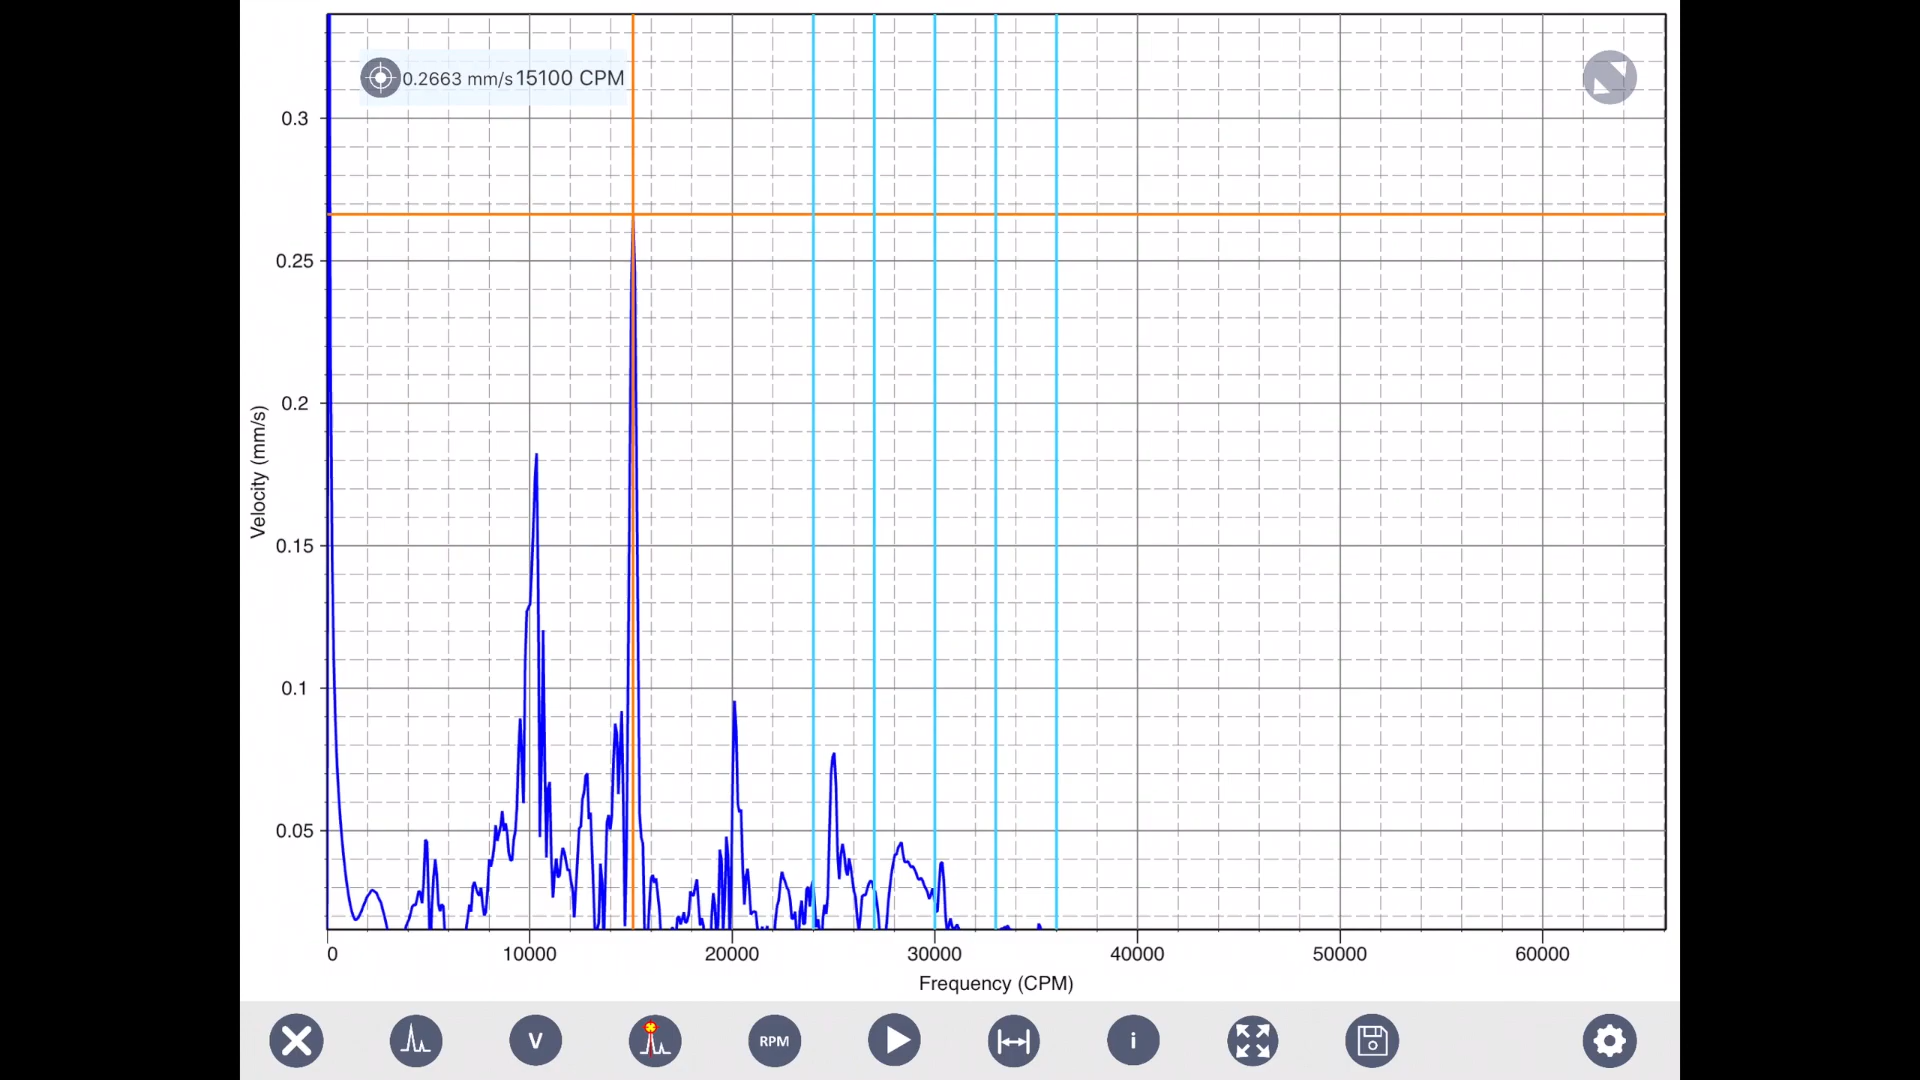 0.2663 mm/s 15100 CPM
0.3
0.25
0.2
0.15
0.1
0.05
Velocity (mm/s)
0 10000 20000 30000 40000 50000 60000
Frequency (CPM)
V RPM i